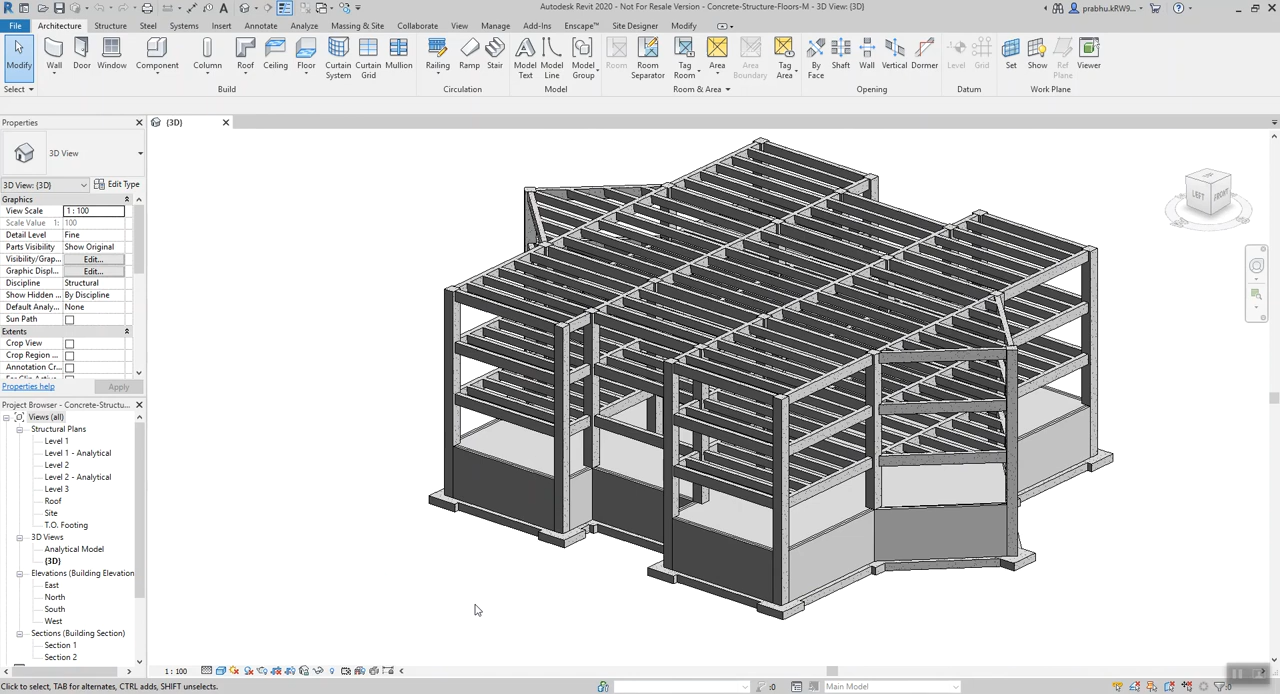 Autodesk Revit 2020 - Not For Resale Version - Concrete-Structure-Floors-M - 3D View: {3D}
prabhu.kRW9...
File Architecture Structure Steel Systems Insert Annotate Analyze Massing & Site Collaborate View Manage Add-Ins Enscape™ Site Designer Modify
Modify Wall Door Window Component Column Roof Ceiling Floor Curtain System Curtain Grid Mullion Railing Ramp Stair Model Text Model Line Model Group Room Room Separator Tag Room Area Area Boundary Tag Area By Face Shaft Wall Vertical Dormer Level Grid Set Show Ref Plane Viewer
Select Build Circulation Model Room & Area Opening Datum Work Plane
Properties
{3D}
3D View
3D View: {3D} Edit Type
Graphics
View Scale 1 : 100
Scale Value 1: 100
Detail Level Fine
Parts Visibility Show Original
Visibility/Grap... Edit...
Graphic Displ... Edit...
Discipline Structural
Show Hidden ... By Discipline
Default Analy... None
Sun Path
Extents
Crop View
Crop Region ...
Annotation Cr...
Properties help Apply
Project Browser - Concrete-Structu...
Views (all)
Structural Plans
Level 1
Level 1 - Analytical
Level 2
Level 2 - Analytical
Level 3
Roof
Site
T.O. Footing
3D Views
Analytical Model
{3D}
Elevations (Building Elevation
East
North
South
West
Sections (Building Section)
Section 1
Section 2
LEFT FRONT
1 : 100
Click to select, TAB for alternates, CTRL adds, SHIFT unselects.
:0
Main Model
:0